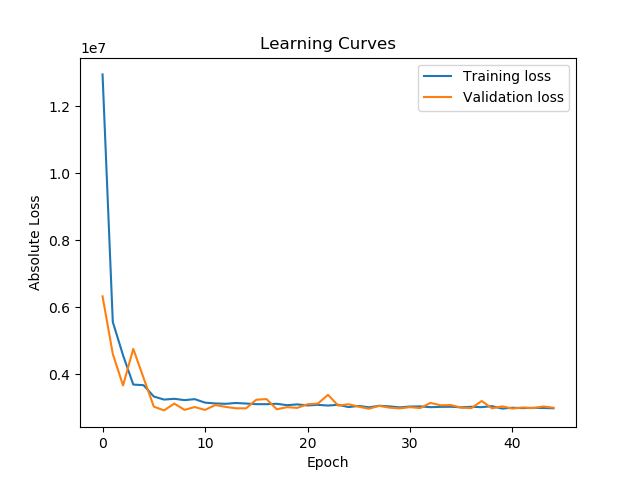 Learning Curves
1e7
Training loss
Validation loss
1.2
1.0
0.8
0.6
0.4
Absolute Loss
0 10 20 30 40
Epoch